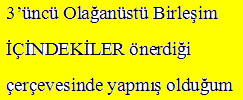 3’üncü Olağanüstü Birleşim
İÇİNDEKİLER önerdiği
çerçevesinde yapmış olduğum